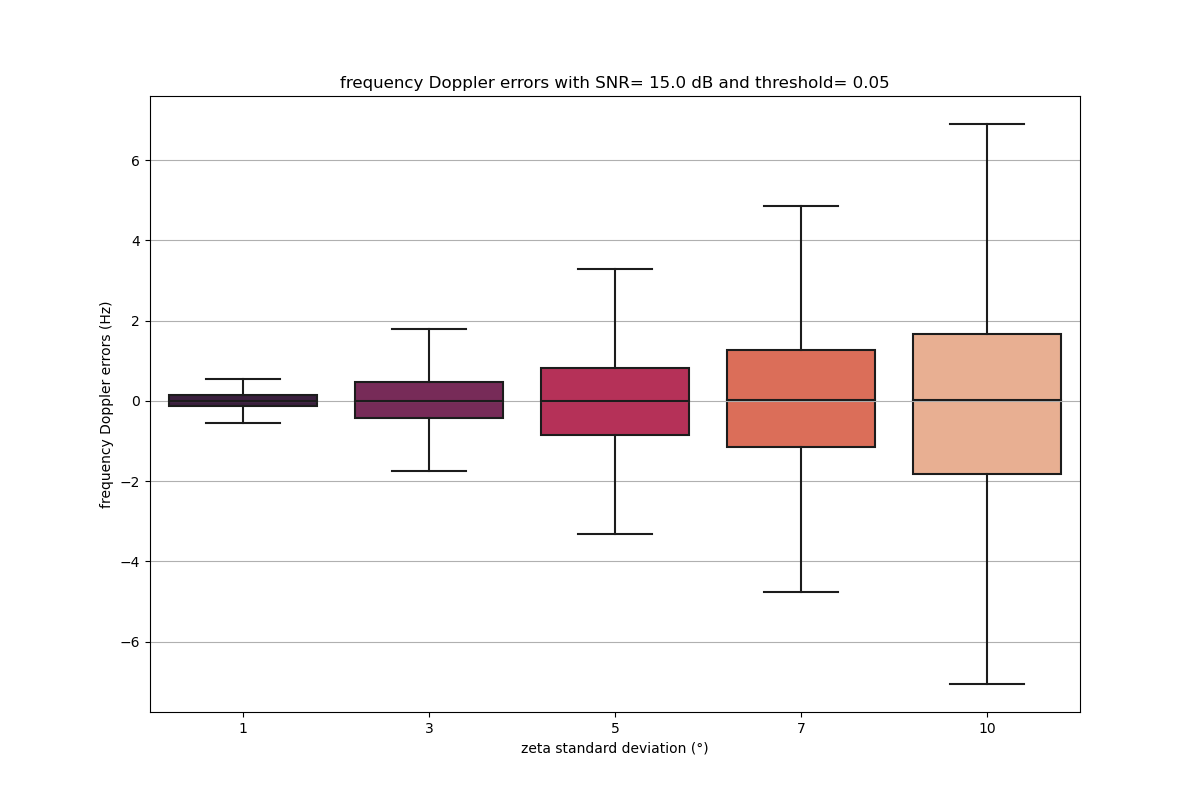 frequency Doppler errors with SNR= 15.0 dB and threshold= 0.05
6
4
2
0
−2
−4
−6
frequency Doppler errors (Hz)
1 3 5 7 10
zeta standard deviation (°)